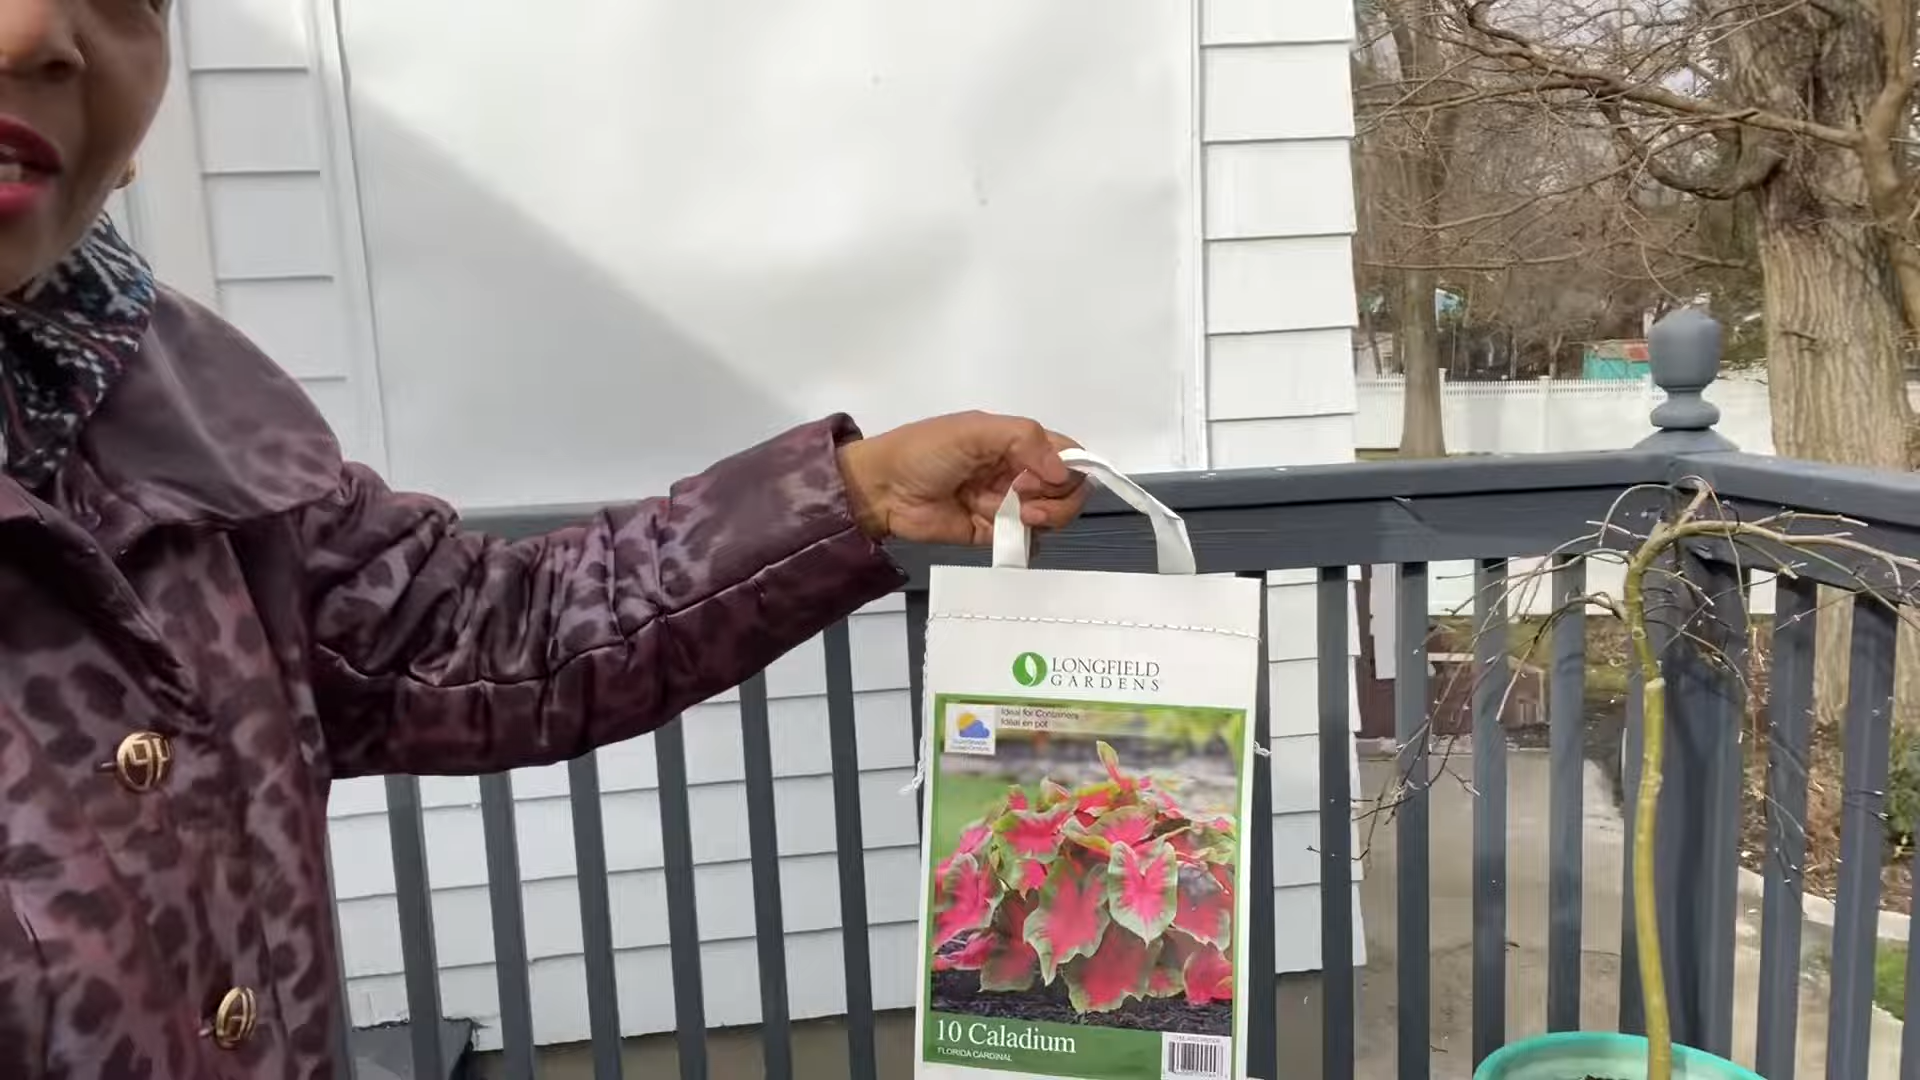 LONGFIELD
GARDENS
Ideal for Containers
Idéal en pot
10 Caladium
FLORIDA CARDINAL